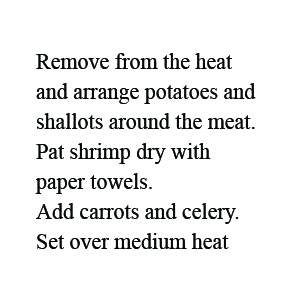 Remove from the heat
and arrange potatoes and
shallots around the meat.
Pat shrimp dry with
paper towels.
Add carrots and celery.
Set over medium heat